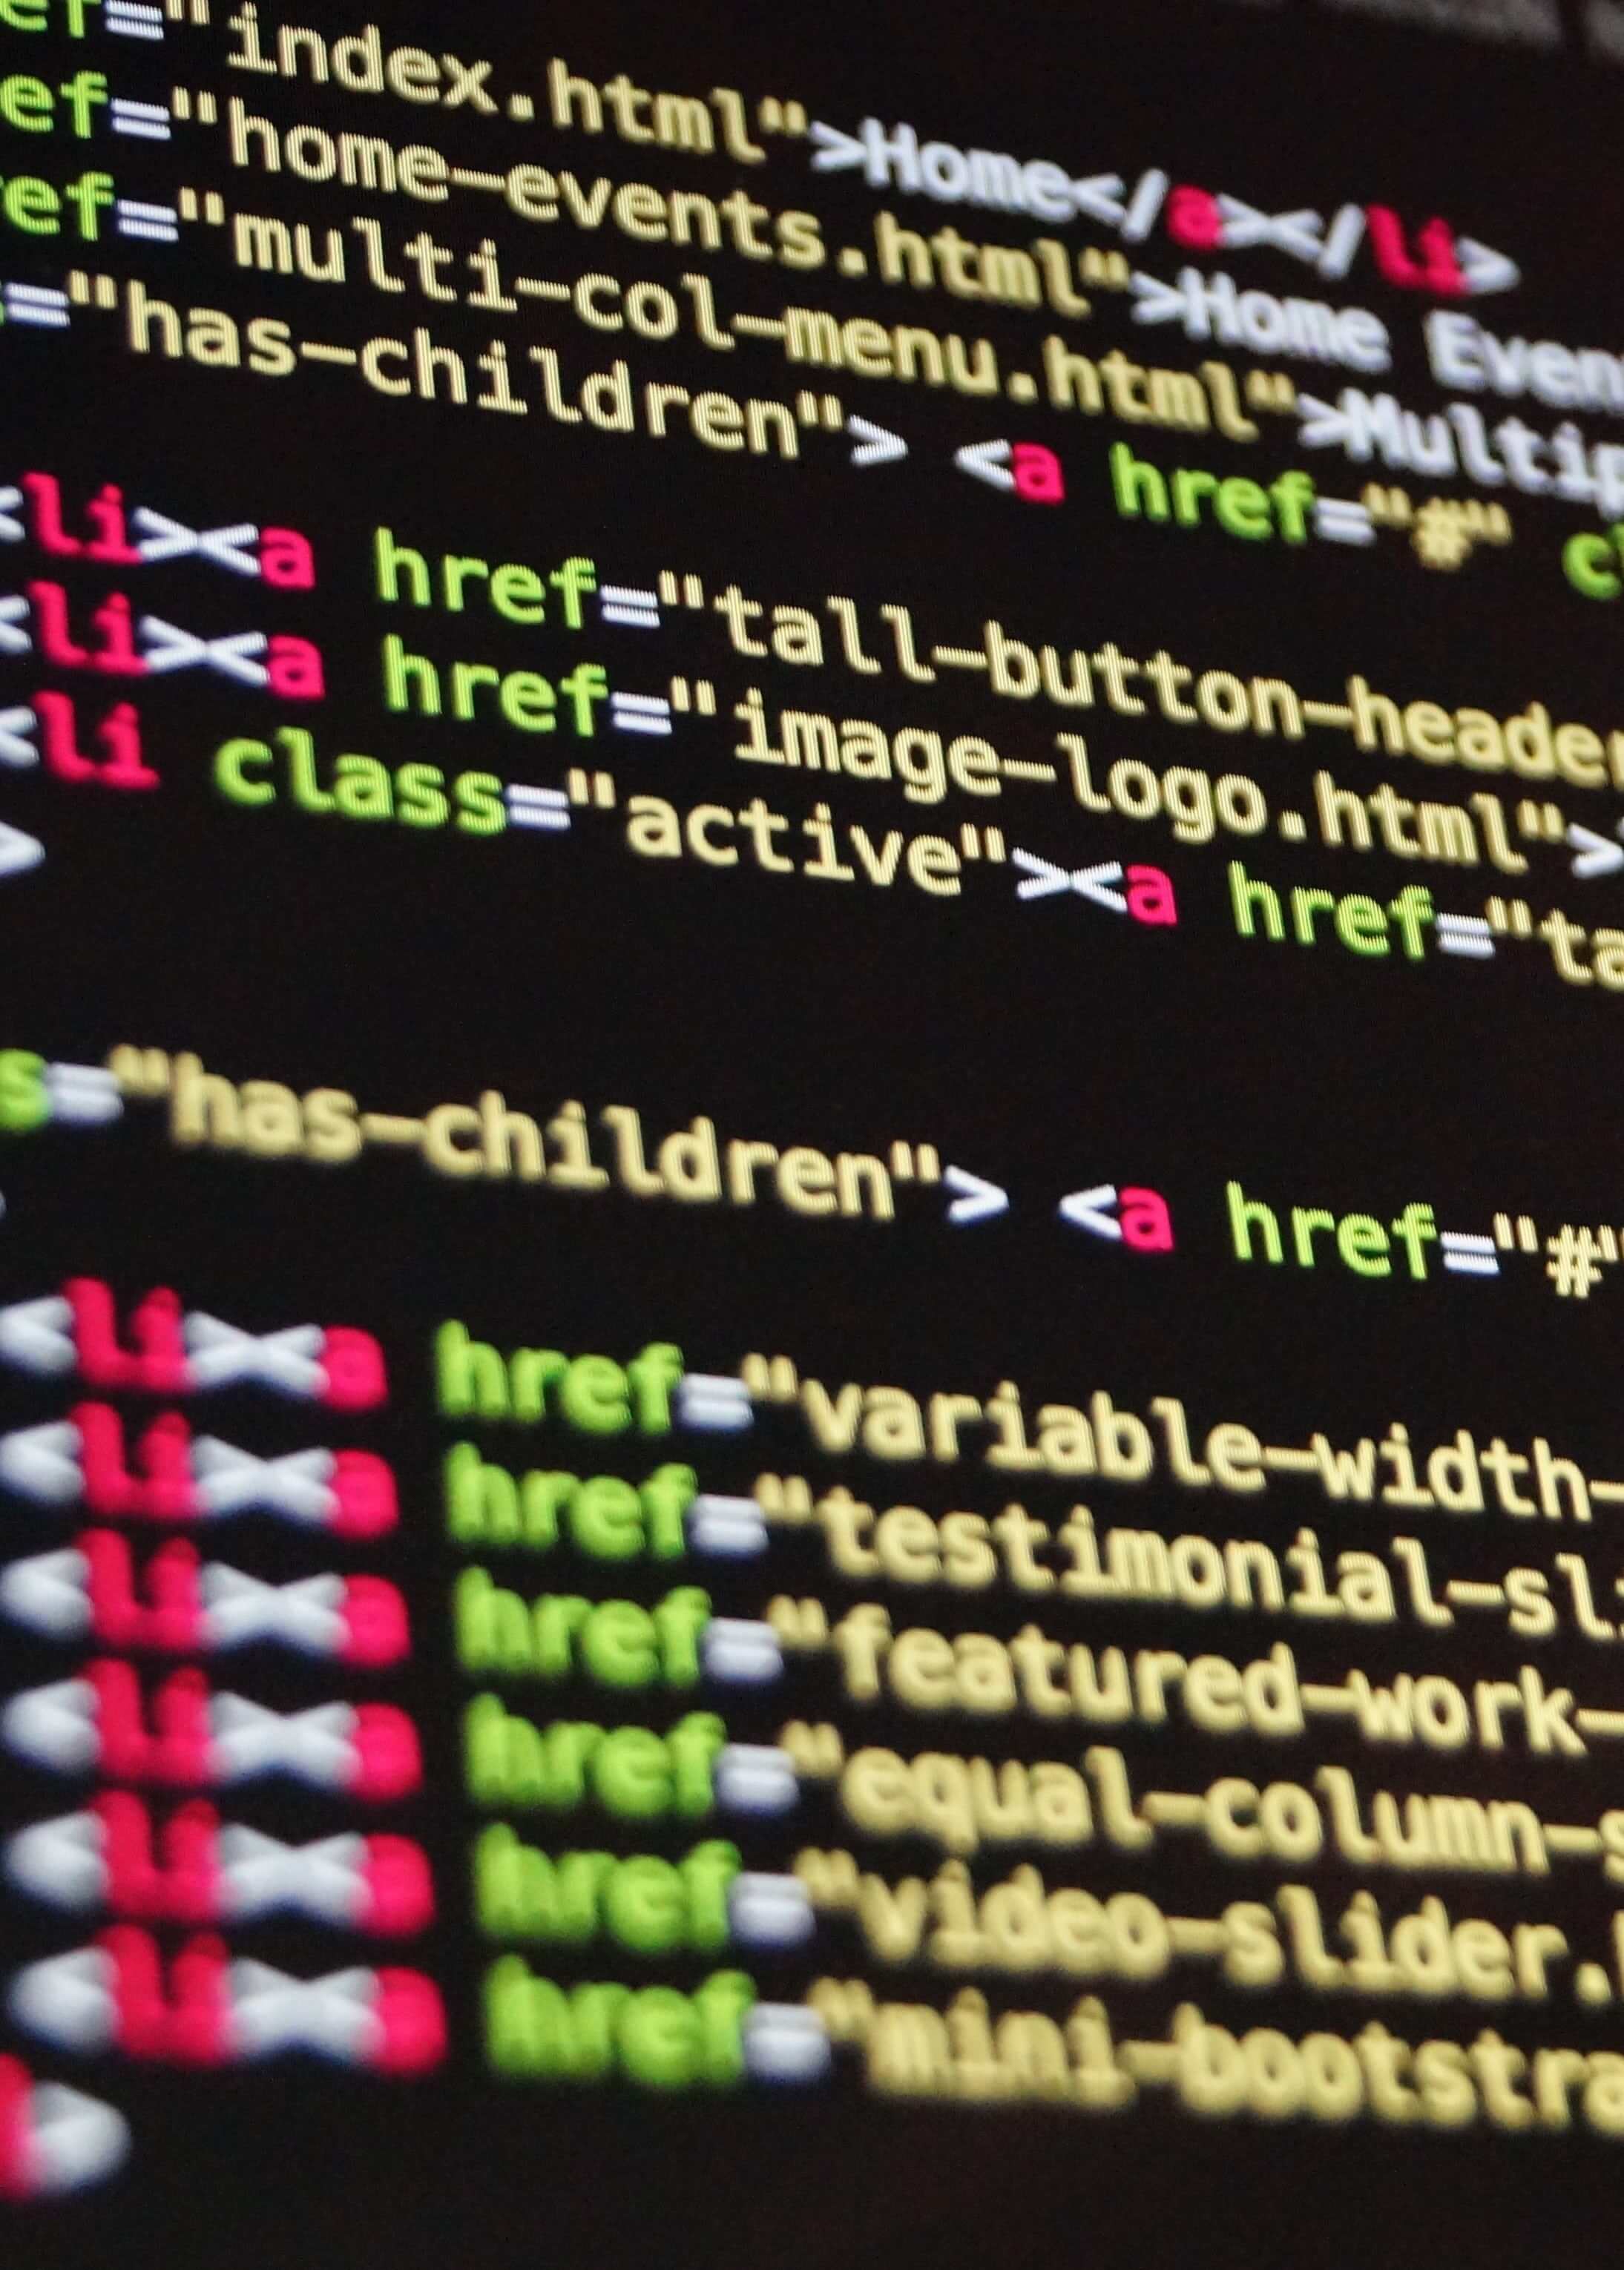 ef="index.html">Home</a></li>
ef="home-events.html">Home Even
ef="multi-col-menu.html">Multip
s="has-children"> <a href="#" cl
<li><a href="tall-button-header
<li><a href="image-logo.html">
<li class="active"><a href="ta
>
s="has-children"> <a href="#"
<li><a href="variable-width-
<li><a href="testimonial-sli
<li><a href="featured-work-
<li><a href="equal-column-s
<li><a href="video-slider.h
<li><a href="mini-bootstra
>